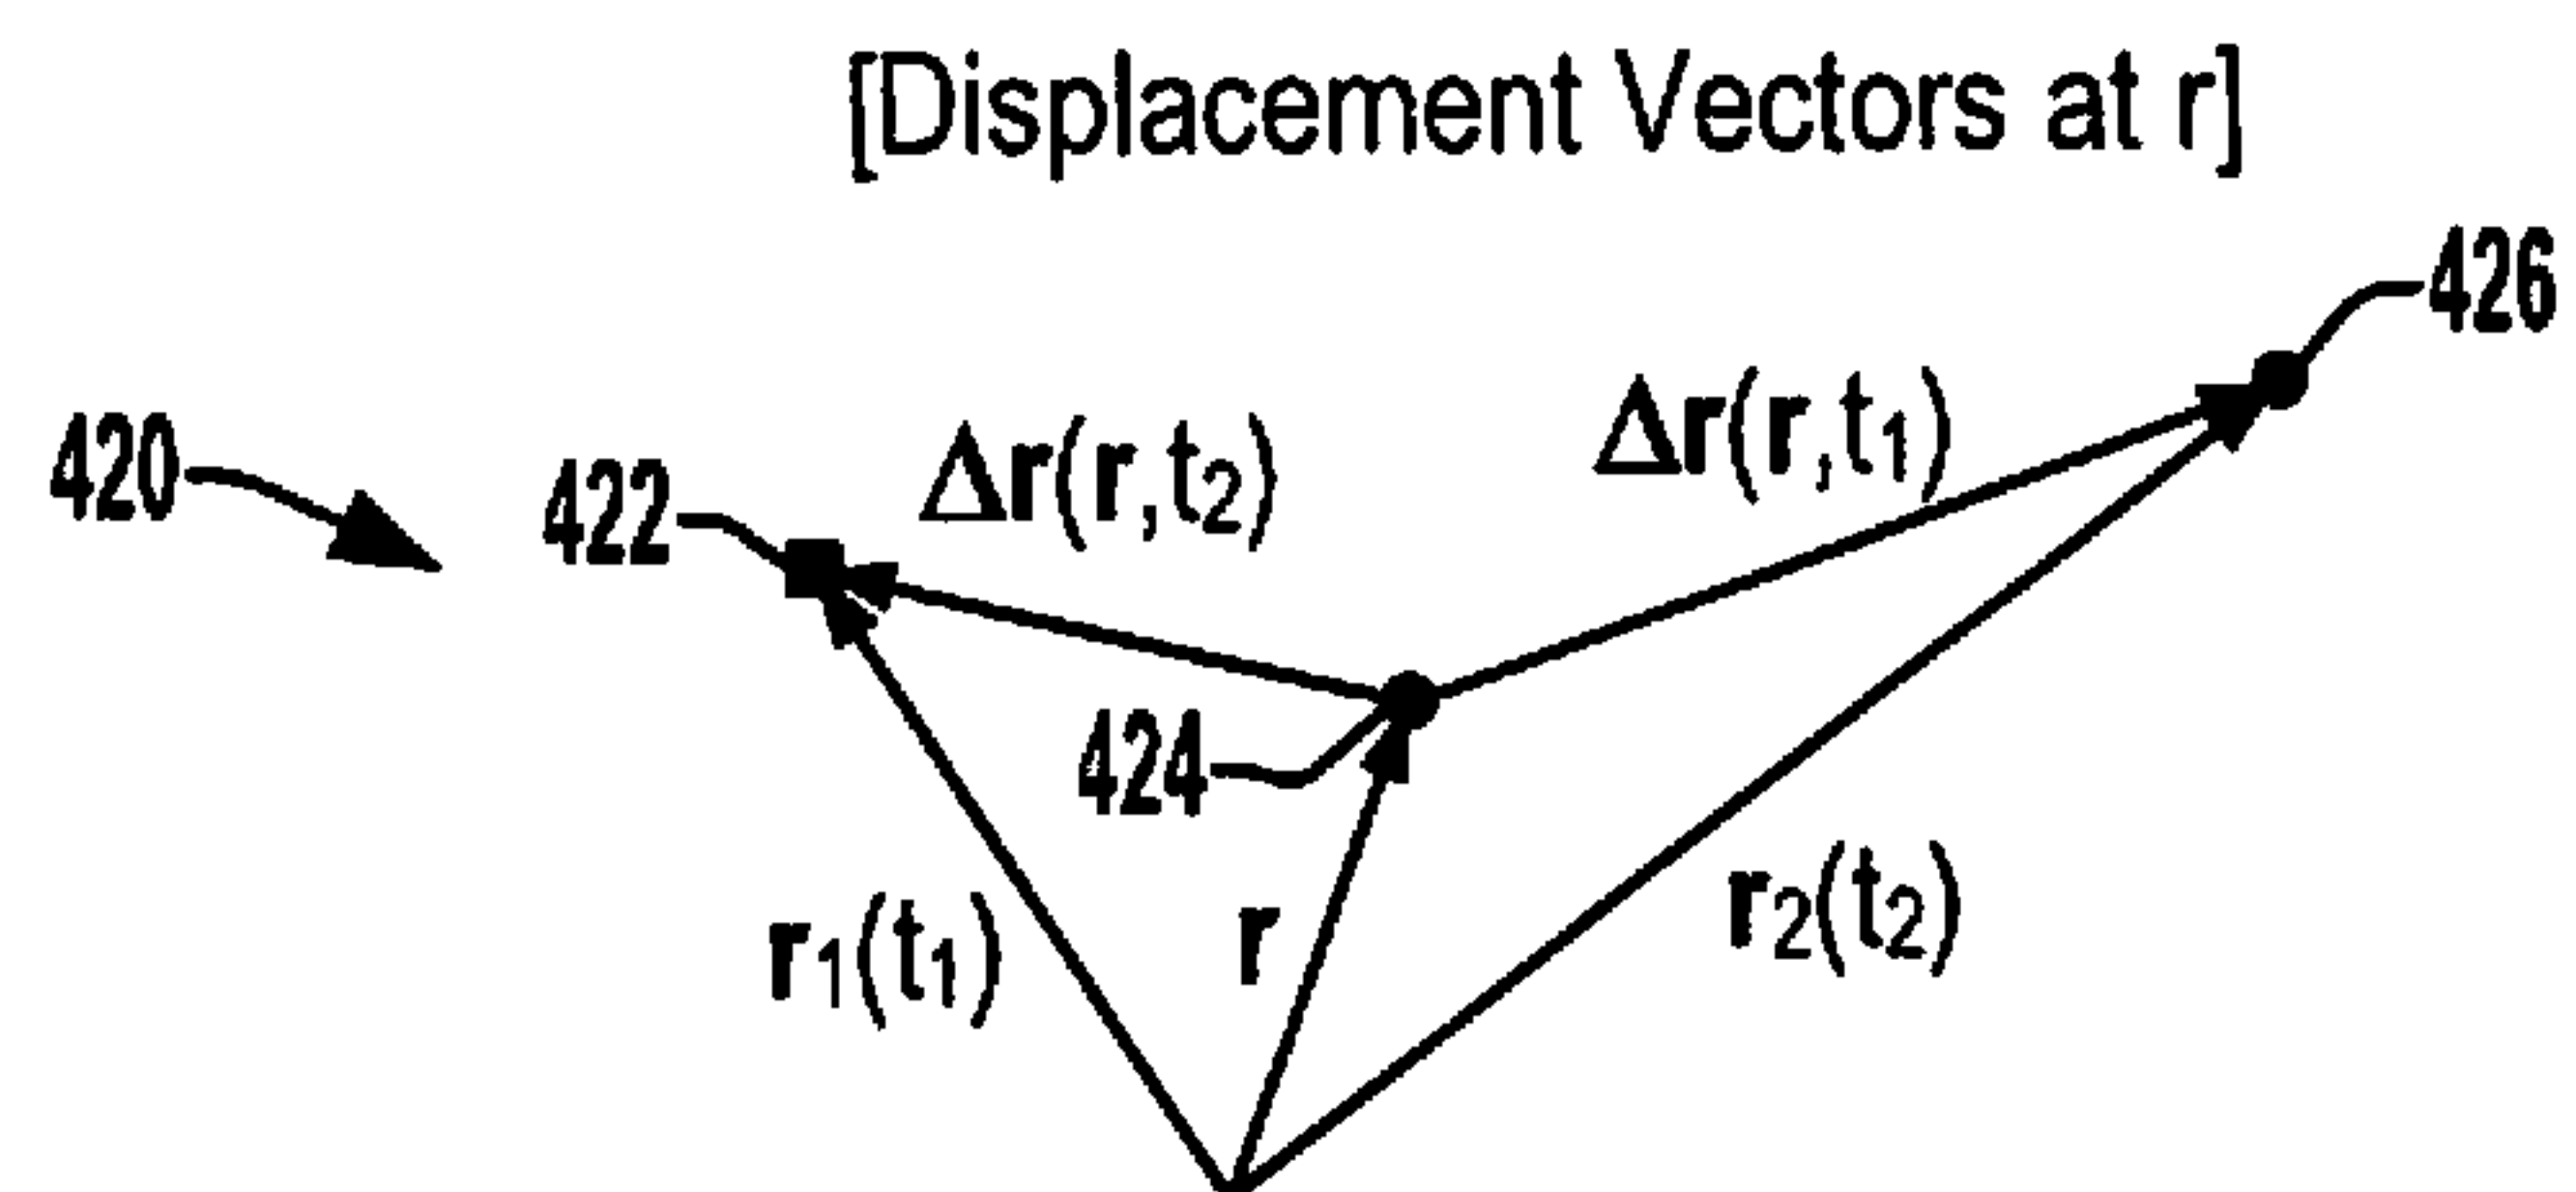 [Displacement Vectors at r]
426
Δr(r,t₁)
420
422
Δr(r,t₂)
424
r₁(t₁)
r
r₂(t₂)